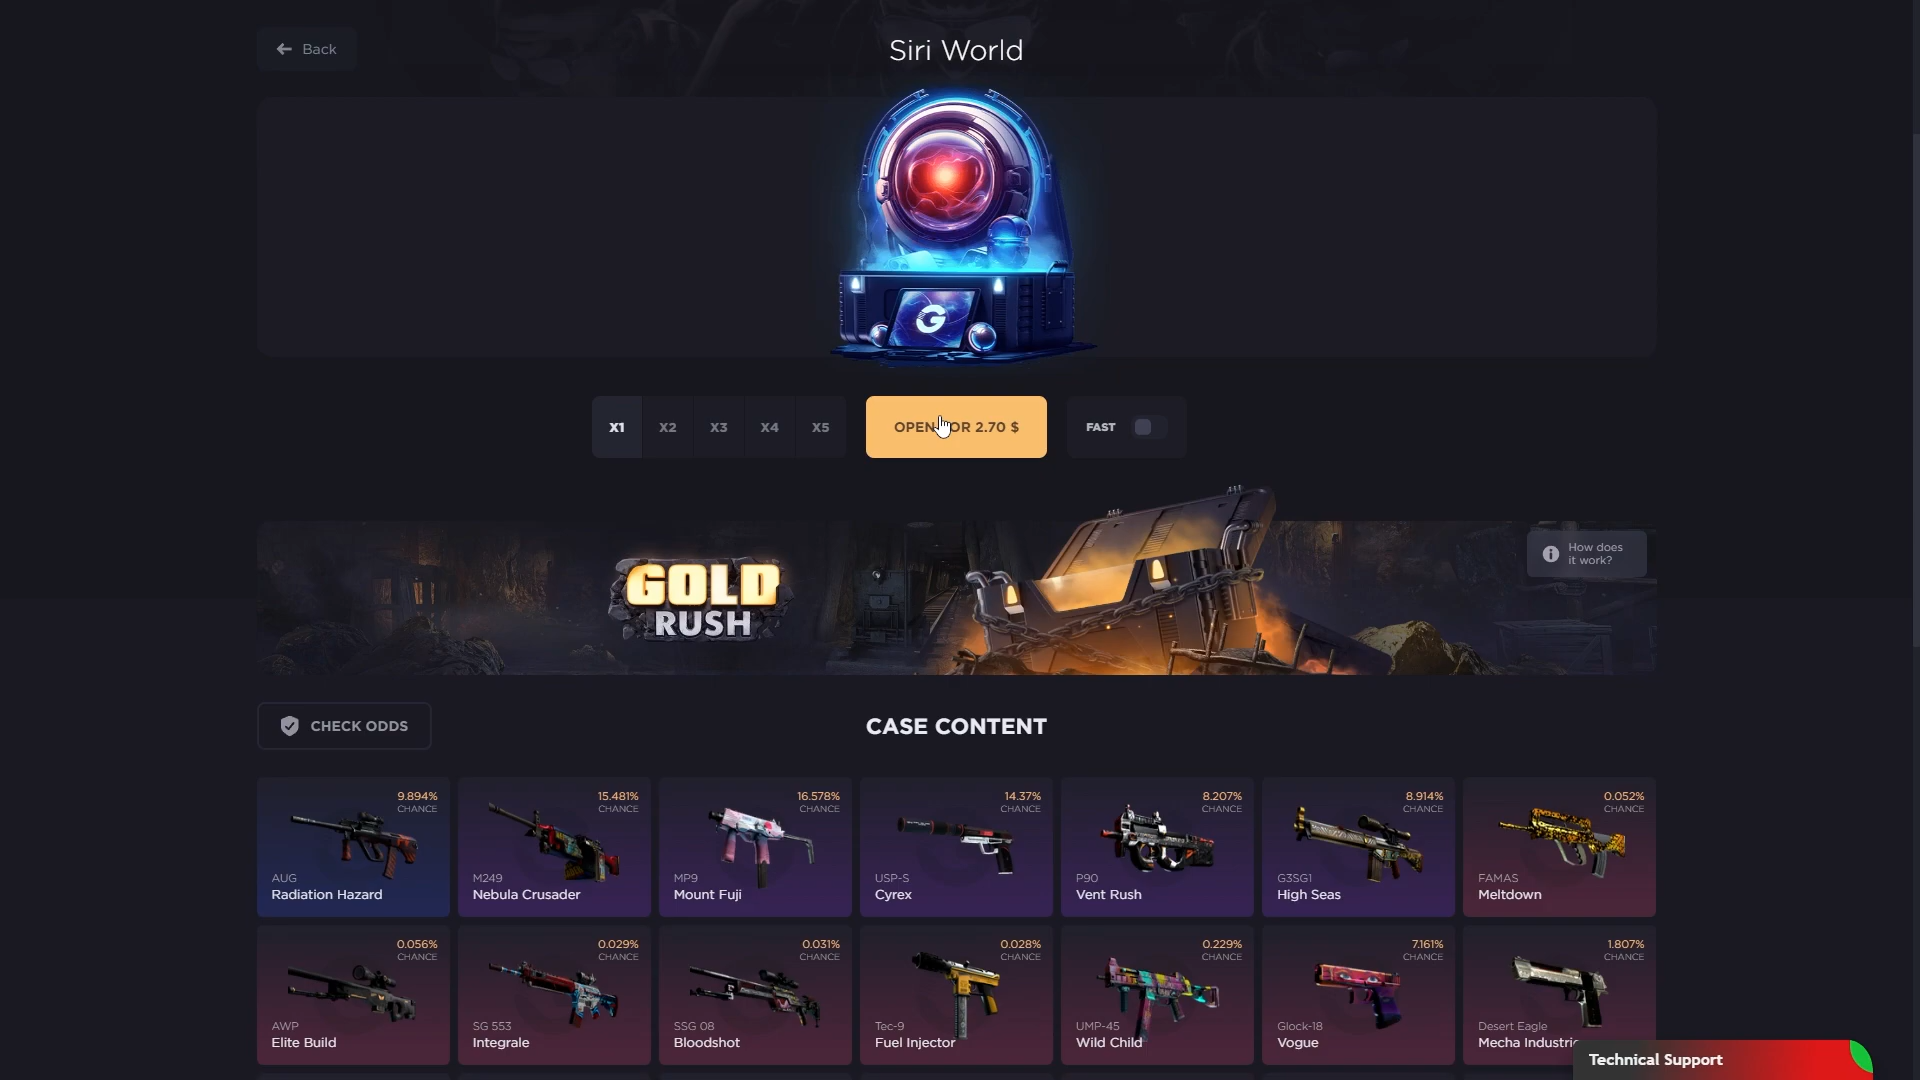 Back
Siri World
X1
X2
X3
X4
X5
OPEN FOR 2.70 $
FAST
GOLD
RUSH
How does
it work?
CHECK ODDS
CASE CONTENT
9.894%
CHANCE
AUG
Radiation Hazard
15.481%
CHANCE
M249
Nebula Crusader
16.578%
CHANCE
MP9
Mount Fuji
14.37%
CHANCE
USP-S
Cyrex
8.207%
CHANCE
P90
Vent Rush
8.914%
CHANCE
G3SG1
High Seas
0.052%
CHANCE
FAMAS
Meltdown
0.056%
CHANCE
AWP
Elite Build
0.029%
CHANCE
SG 553
Integrale
0.031%
CHANCE
SSG 08
Bloodshot
0.028%
CHANCE
Tec-9
Fuel Injector
0.229%
CHANCE
UMP-45
Wild Child
7.161%
CHANCE
Glock-18
Vogue
1.807%
CHANCE
Desert Eagle
Mecha Industri
Technical Support